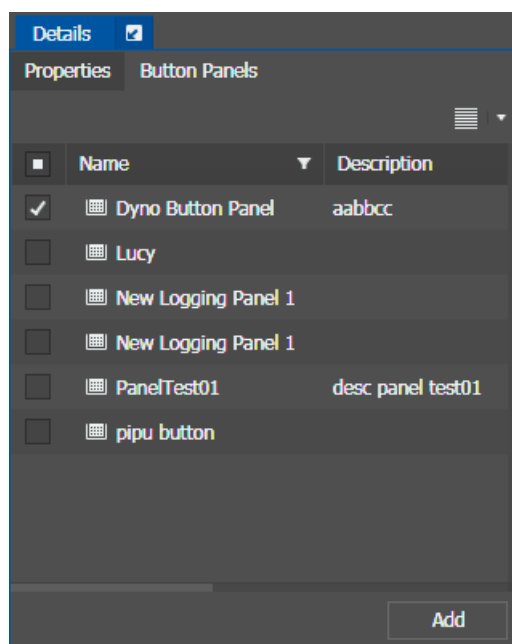 Details
Properties Button Panels
Name Description
Dyno Button Panel aabbcc
Lucy
New Logging Panel 1
New Logging Panel 1
PanelTest01 desc panel test01
pipu button
Add